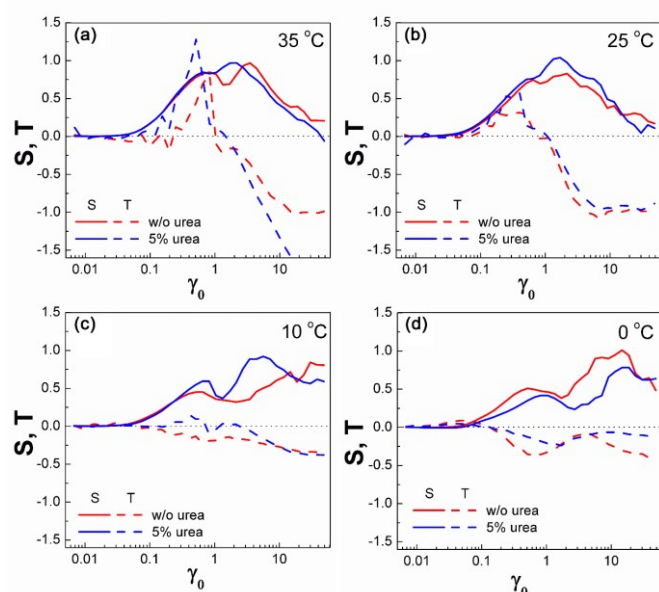 (a) 35 °C
S, T
1.5
1.0
0.5
0.0
-0.5
-1.0
-1.5
S T
w/o urea
5% urea
0.01 0.1 1 10
γ₀
(b) 25 °C
S, T
1.5
1.0
0.5
0.0
-0.5
-1.0
-1.5
S T
w/o urea
5% urea
0.01 0.1 1 10
γ₀
(c) 10 °C
S, T
1.5
1.0
0.5
0.0
-0.5
-1.0
-1.5
S T
w/o urea
5% urea
0.01 0.1 1 10
γ₀
(d) 0 °C
S, T
1.5
1.0
0.5
0.0
-0.5
-1.0
-1.5
S T
w/o urea
5% urea
0.01 0.1 1 10
γ₀